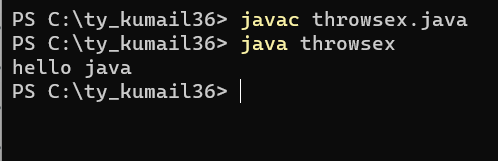 PS C:\ty_kumail36> javac throwsex.java
PS C:\ty_kumail36> java throwsex
hello java
PS C:\ty_kumail36>